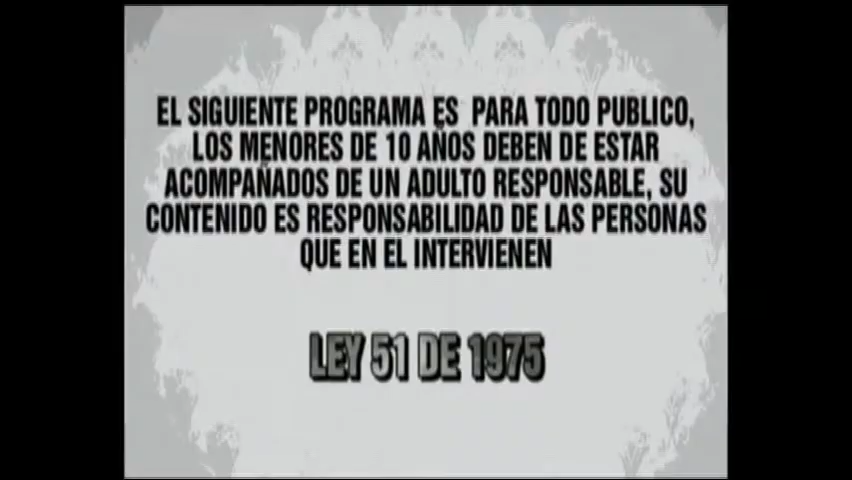 EL SIGUIENTE PROGRAMA ES PARA TODO PUBLICO,
LOS MENORES DE 10 AÑOS DEBEN DE ESTAR
ACOMPAÑADOS DE UN ADULTO RESPONSABLE, SU
CONTENIDO ES RESPONSABILIDAD DE LAS PERSONAS
QUE EN EL INTERVIENEN
LEY 51 DE 1975